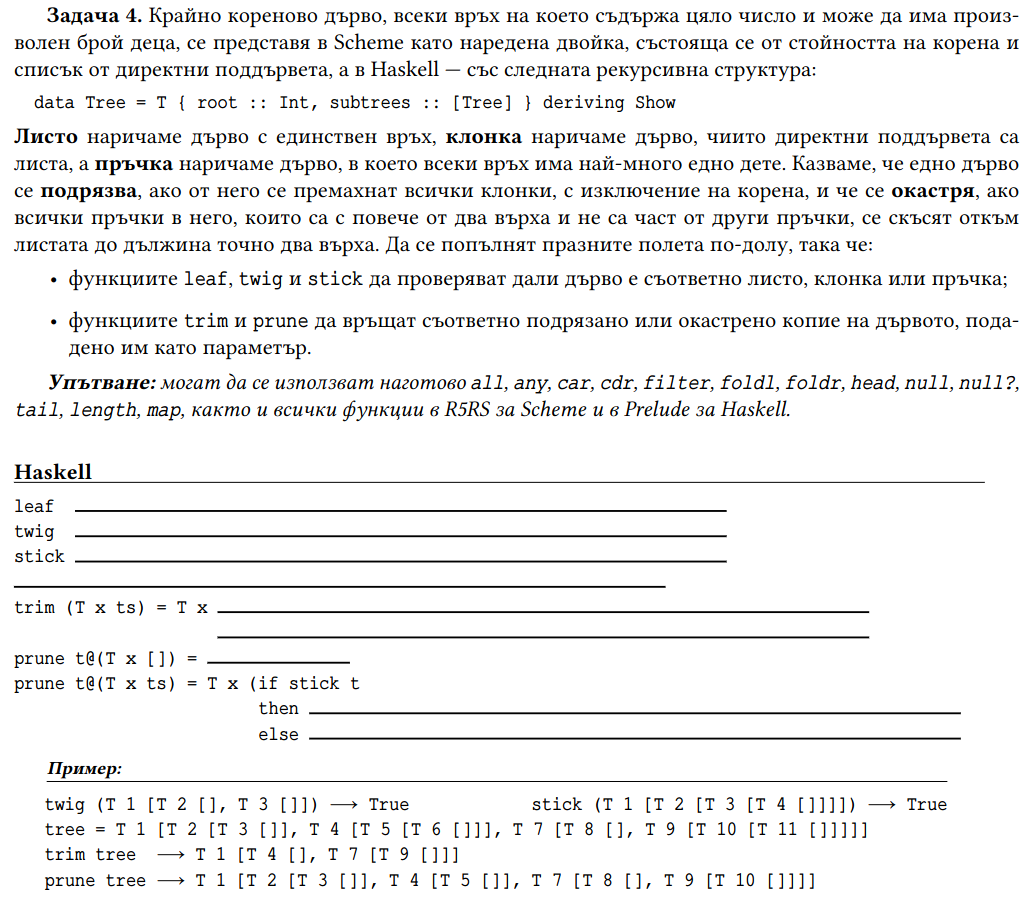 Задача 4. Крайно кореново дърво, всеки връх на което съдържа цяло число и може да има произ-
волен брой деца, се представя в Scheme като наредена двойка, състояща се от стойността на корена и
списък от директни поддървета, а в Haskell — със следната рекурсивна структура:
data Tree = T { root :: Int, subtrees :: [Tree] } deriving Show
Листо наричаме дърво с единствен връх, клонка наричаме дърво, чиито директни поддървета са
листа, а пръчка наричаме дърво, в което всеки връх има най-много едно дете. Казваме, че едно дърво
се подрязва, ако от него се премахнат всички клонки, с изключение на корена, и че се окастря, ако
всички пръчки в него, които са с повече от два върха и не са част от други пръчки, се скъсят откъм
листата до дължина точно два върха. Да се попълнят празните полета по-долу, така че:
• функциите leaf, twig и stick да проверяват дали дърво е съответно листо, клонка или пръчка;
• функциите trim и prune да връщат съответно подрязано или окастрено копие на дървото, пода-
дено им като параметър.
Упътване: могат да се използват наготово all, any, car, cdr, filter, foldl, foldr, head, null, null?,
tail, length, map, както и всички функции в R5RS за Scheme и в Prelude за Haskell.
Haskell
leaf
twig
stick
trim (T x ts) = T x
prune t@(T x []) =
prune t@(T x ts) = T x (if stick t
then
else
Пример:
twig (T 1 [T 2 [], T 3 []]) ⟶ True stick (T 1 [T 2 [T 3 [T 4 []]]]) ⟶ True
tree = T 1 [T 2 [T 3 []], T 4 [T 5 [T 6 []]], T 7 [T 8 [], T 9 [T 10 [T 11 []]]]]
trim tree ⟶ T 1 [T 4 [], T 7 [T 9 []]]
prune tree ⟶ T 1 [T 2 [T 3 []], T 4 [T 5 []], T 7 [T 8 [], T 9 [T 10 []]]]